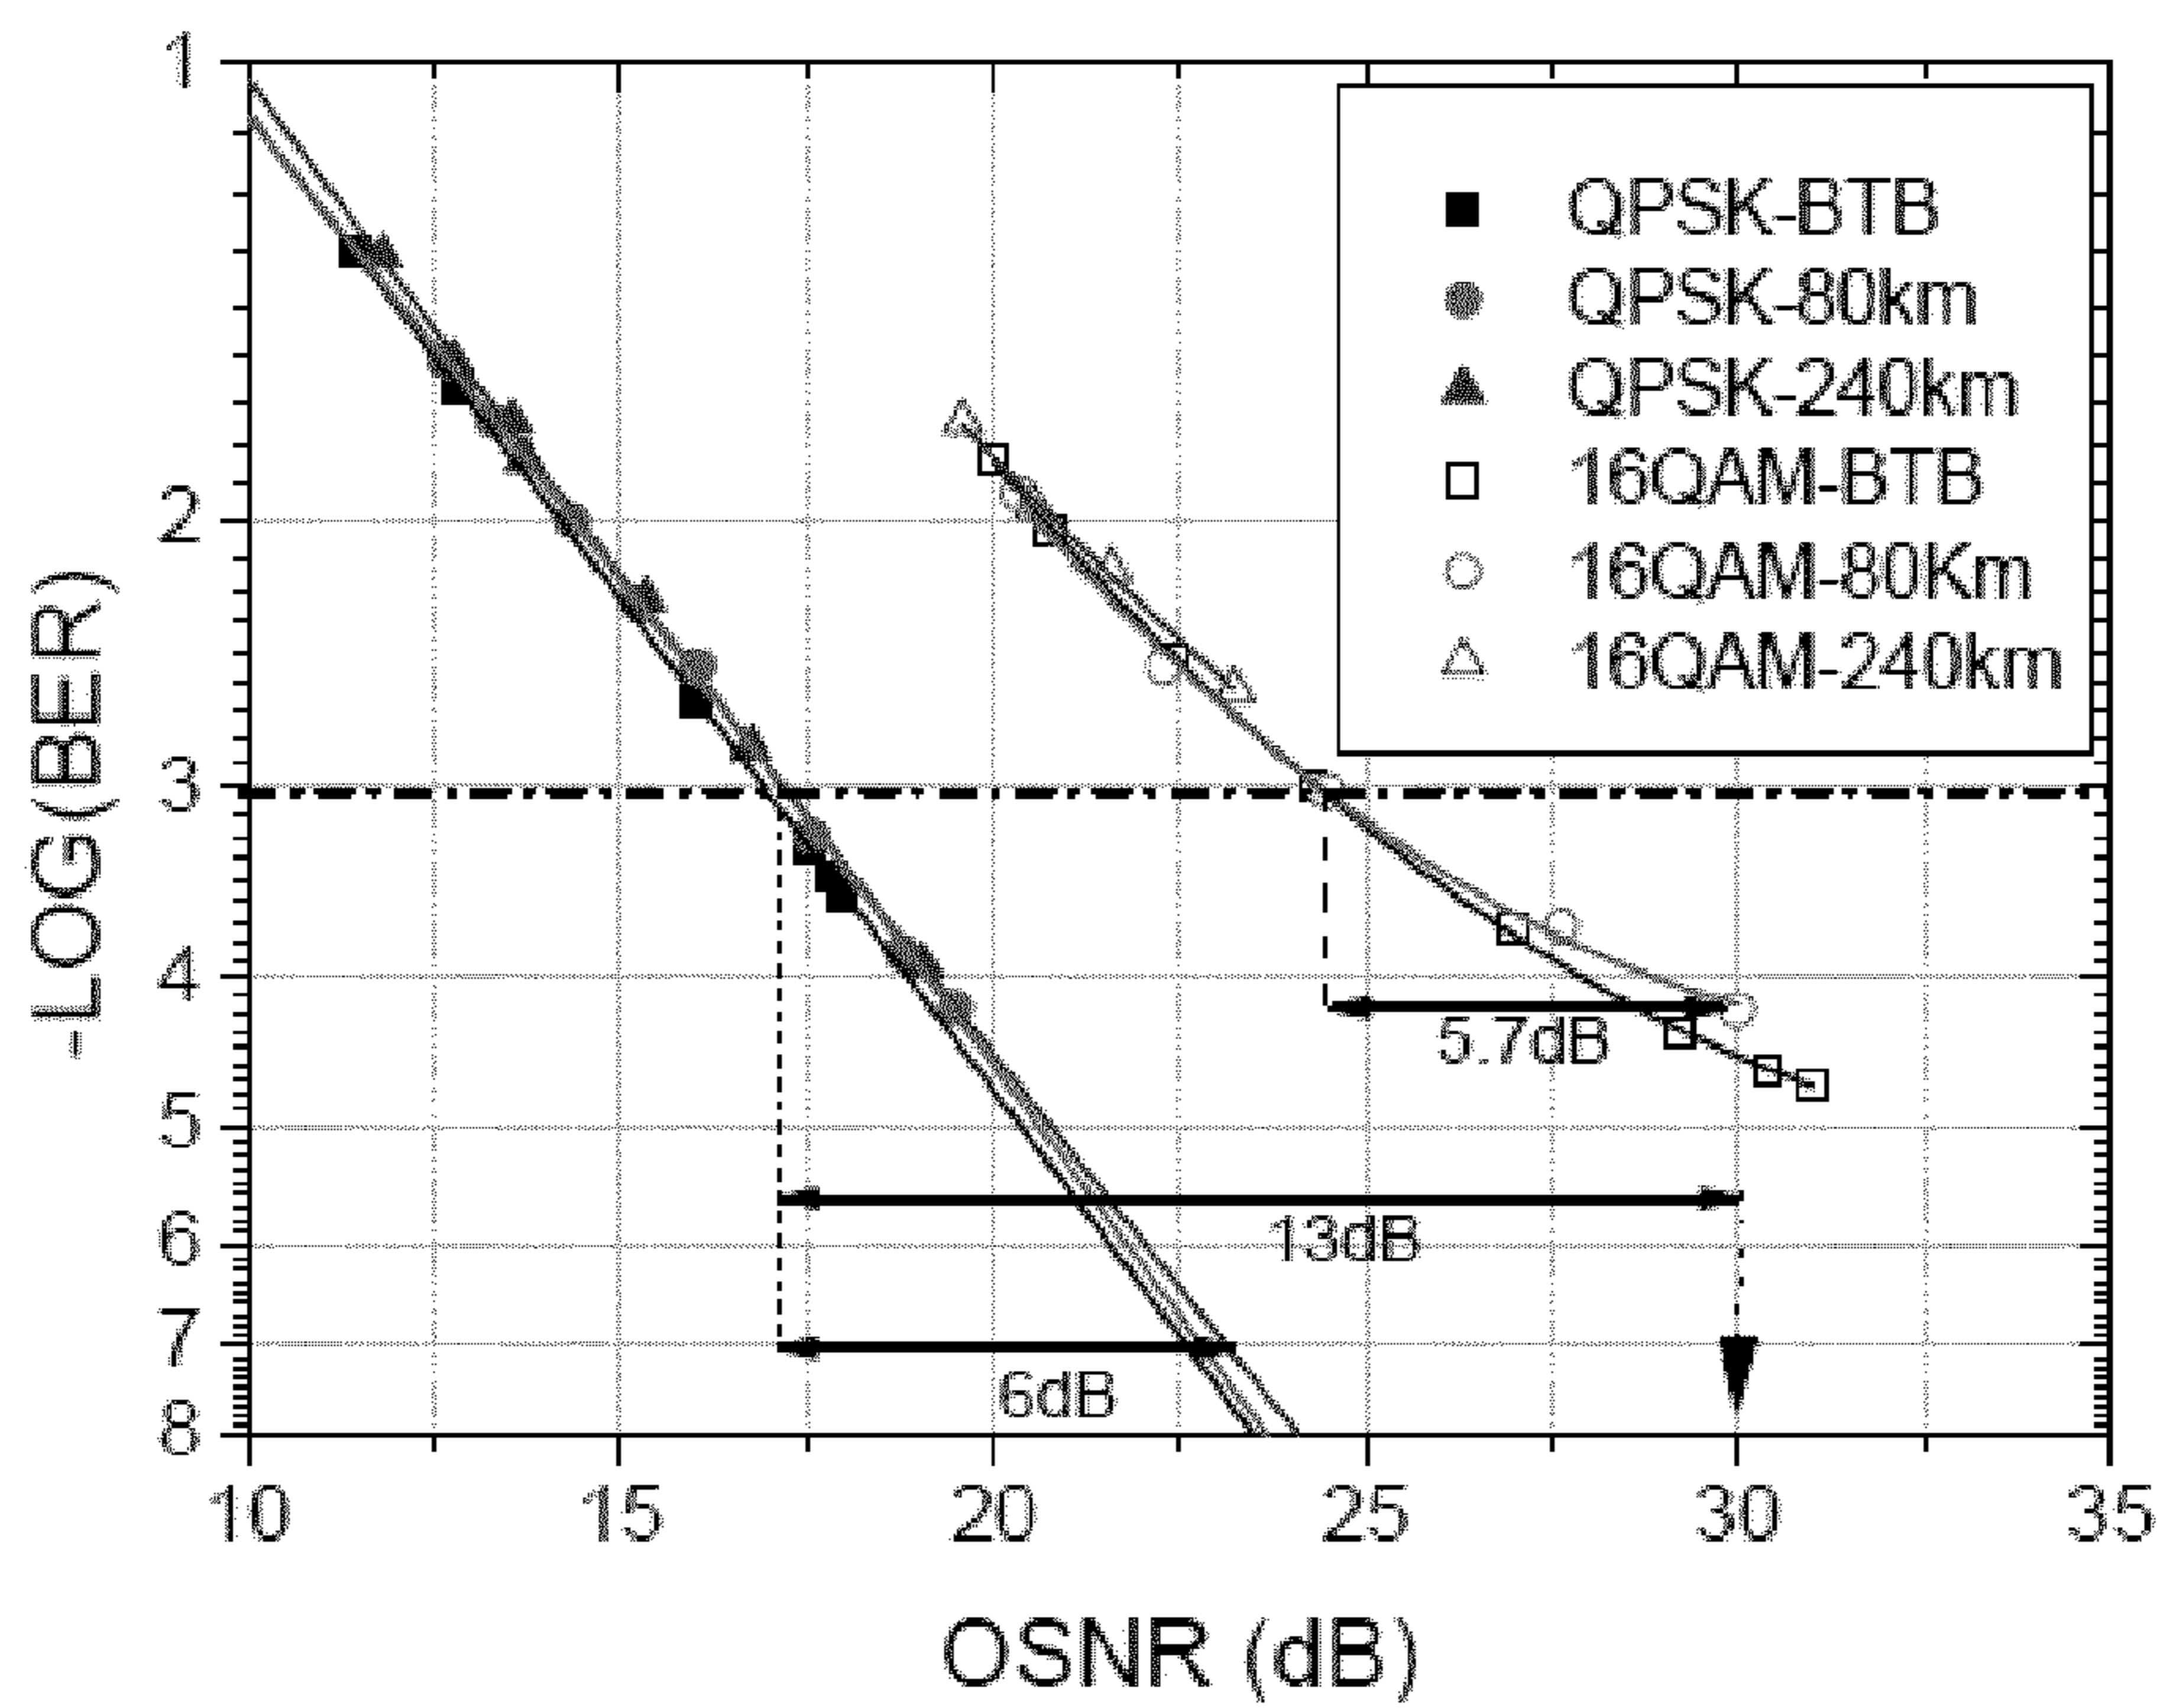 1
2
3
4
5
6
7
8
-LOG(BER)
QPSK-BTB
QPSK-80km
QPSK-240km
16QAM-BTB
16QAM-80Km
16QAM-240km
5.7dB
13dB
6dB
10 15 20 25 30 35
OSNR (dB)